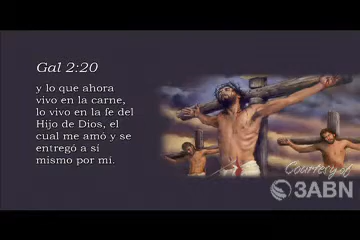 Gal 2:20
y lo que ahora
vivo en la carne,
lo vivo en la fe del
Hijo de Dios, el
cual me amó y se
entregó a sí
mismo por mi.
Courtesy of
3ABN